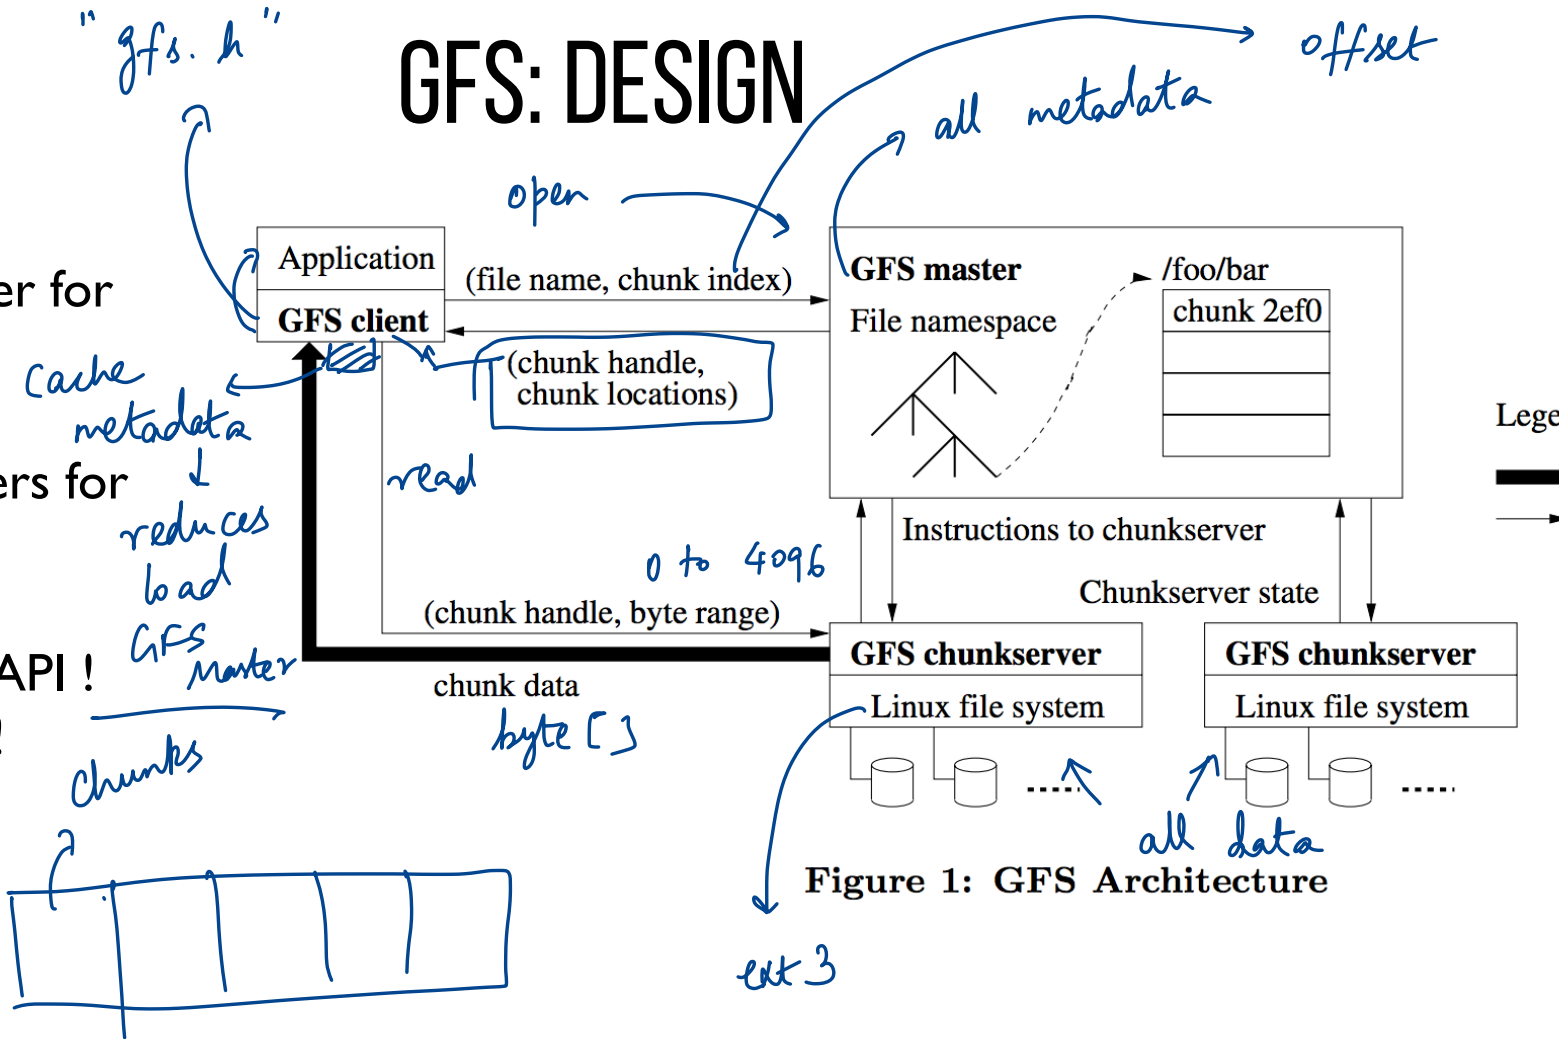 "gfs.h"
GFS: DESIGN
offset
all metadata
open
er for
Application
GFS client
(file name, chunk index)
(chunk handle,
chunk locations)
GFS master
File namespace
/foo/bar
chunk 2ef0
cache
metadata
reduces
load
GFS
Master
ers for
read
Lege
Instructions to chunkserver
Chunkserver state
0 to 4096
(chunk handle, byte range)
API !
!
chunk data
byte []
GFS chunkserver
Linux file system
GFS chunkserver
Linux file system
chunks
all data
Figure 1: GFS Architecture
ext3